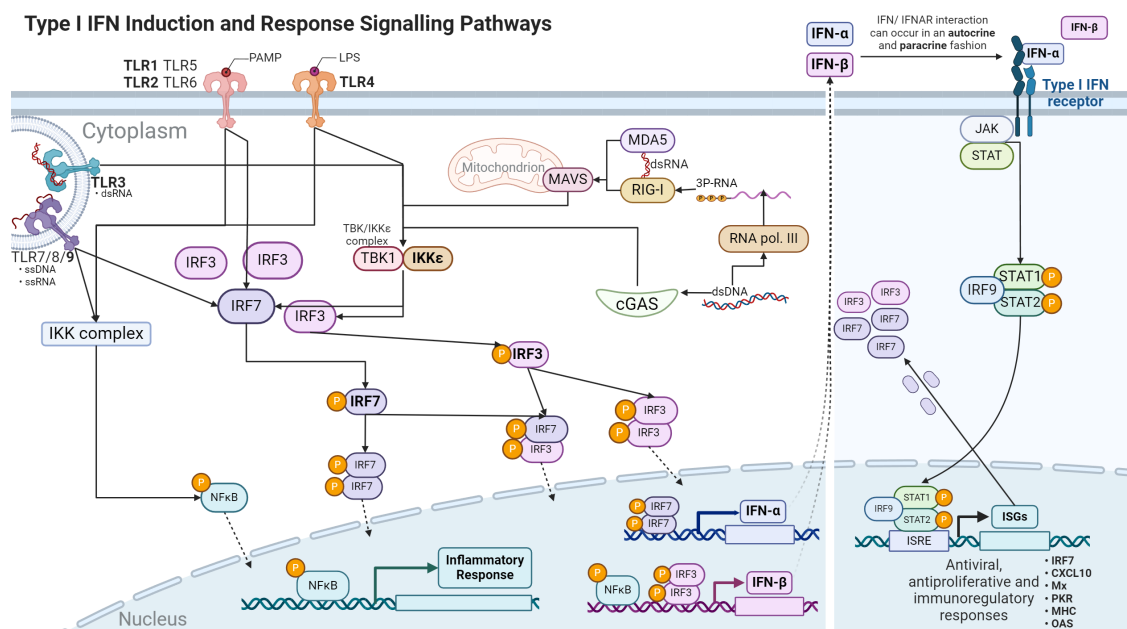 Type I IFN Induction and Response Signalling Pathways
TLR1 TLR5
TLR2 TLR6
PAMP
LPS
TLR4
IFN-α
IFN-β
IFN/ IFNAR interaction
can occur in an autocrine
and paracrine fashion
IFN-β
IFN-α
Type I IFN
receptor
Cytoplasm
JAK
STAT
TLR3
• dsRNA
Mitochondrion
MAVS
MDA5
dsRNA
RIG-I
3P-RNA
P P P
RNA pol. III
TLR7/8/9
• ssDNA
• ssRNA
IRF3
IRF3
TBK/IKKε
complex
TBK1
IKKε
cGAS
dsDNA
IRF7
IRF3
IKK complex
STAT1
P
IRF9
STAT2
P
IRF3
IRF3
IRF7
IRF7
IRF7
P
IRF3
P
IRF7
P
IRF7
P
IRF3
P
IRF3
P
IRF3
P
IRF7
P
IRF7
P
NFκB
P
IRF7
P
IRF7
IFN-α
STAT1
P
IRF9
STAT2
P
ISRE
ISGs
P
NFκB
Inflammatory
Response
P
NFκB
P
IRF3
P
IRF3
IFN-β
Antiviral,
antiproliferative and
immunoregulatory
responses
• IRF7
• CXCL10
• Mx
• PKR
• MHC
• OAS
Nucleus